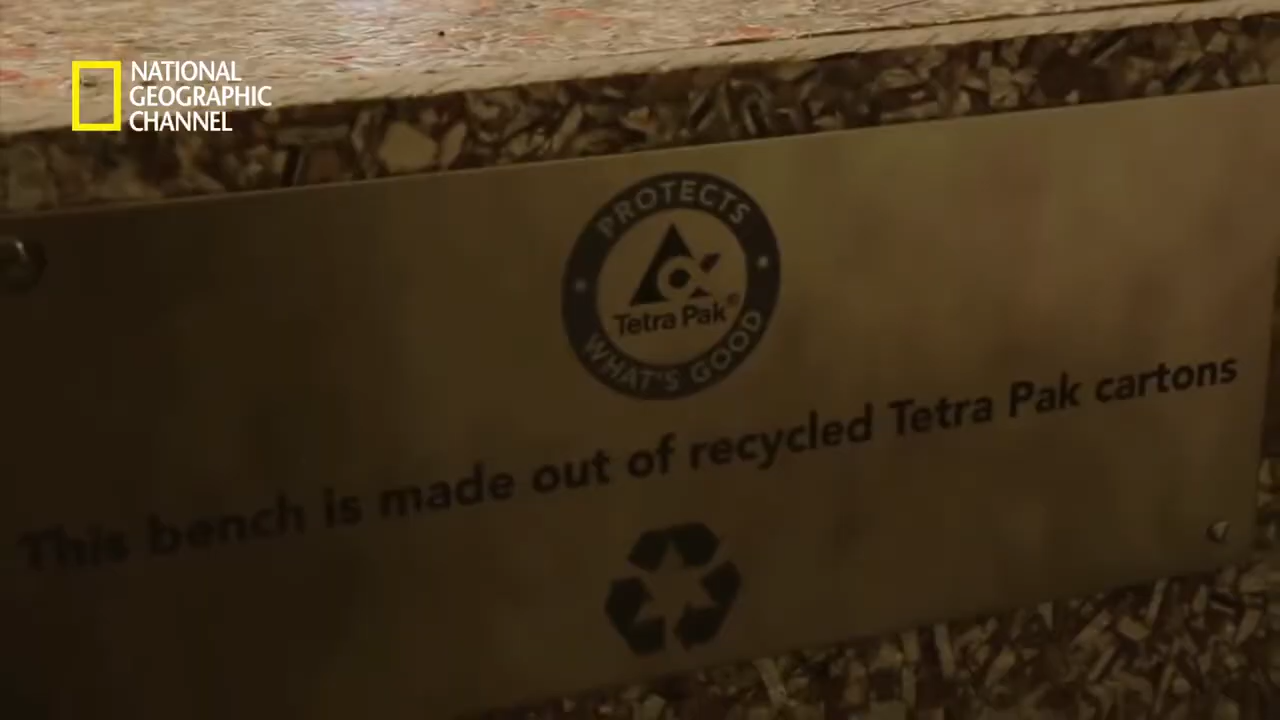 NATIONAL
GEOGRAPHIC
CHANNEL
PROTECTS
Tetra Pak®
WHAT'S GOOD
This bench is made out of recycled Tetra Pak cartons